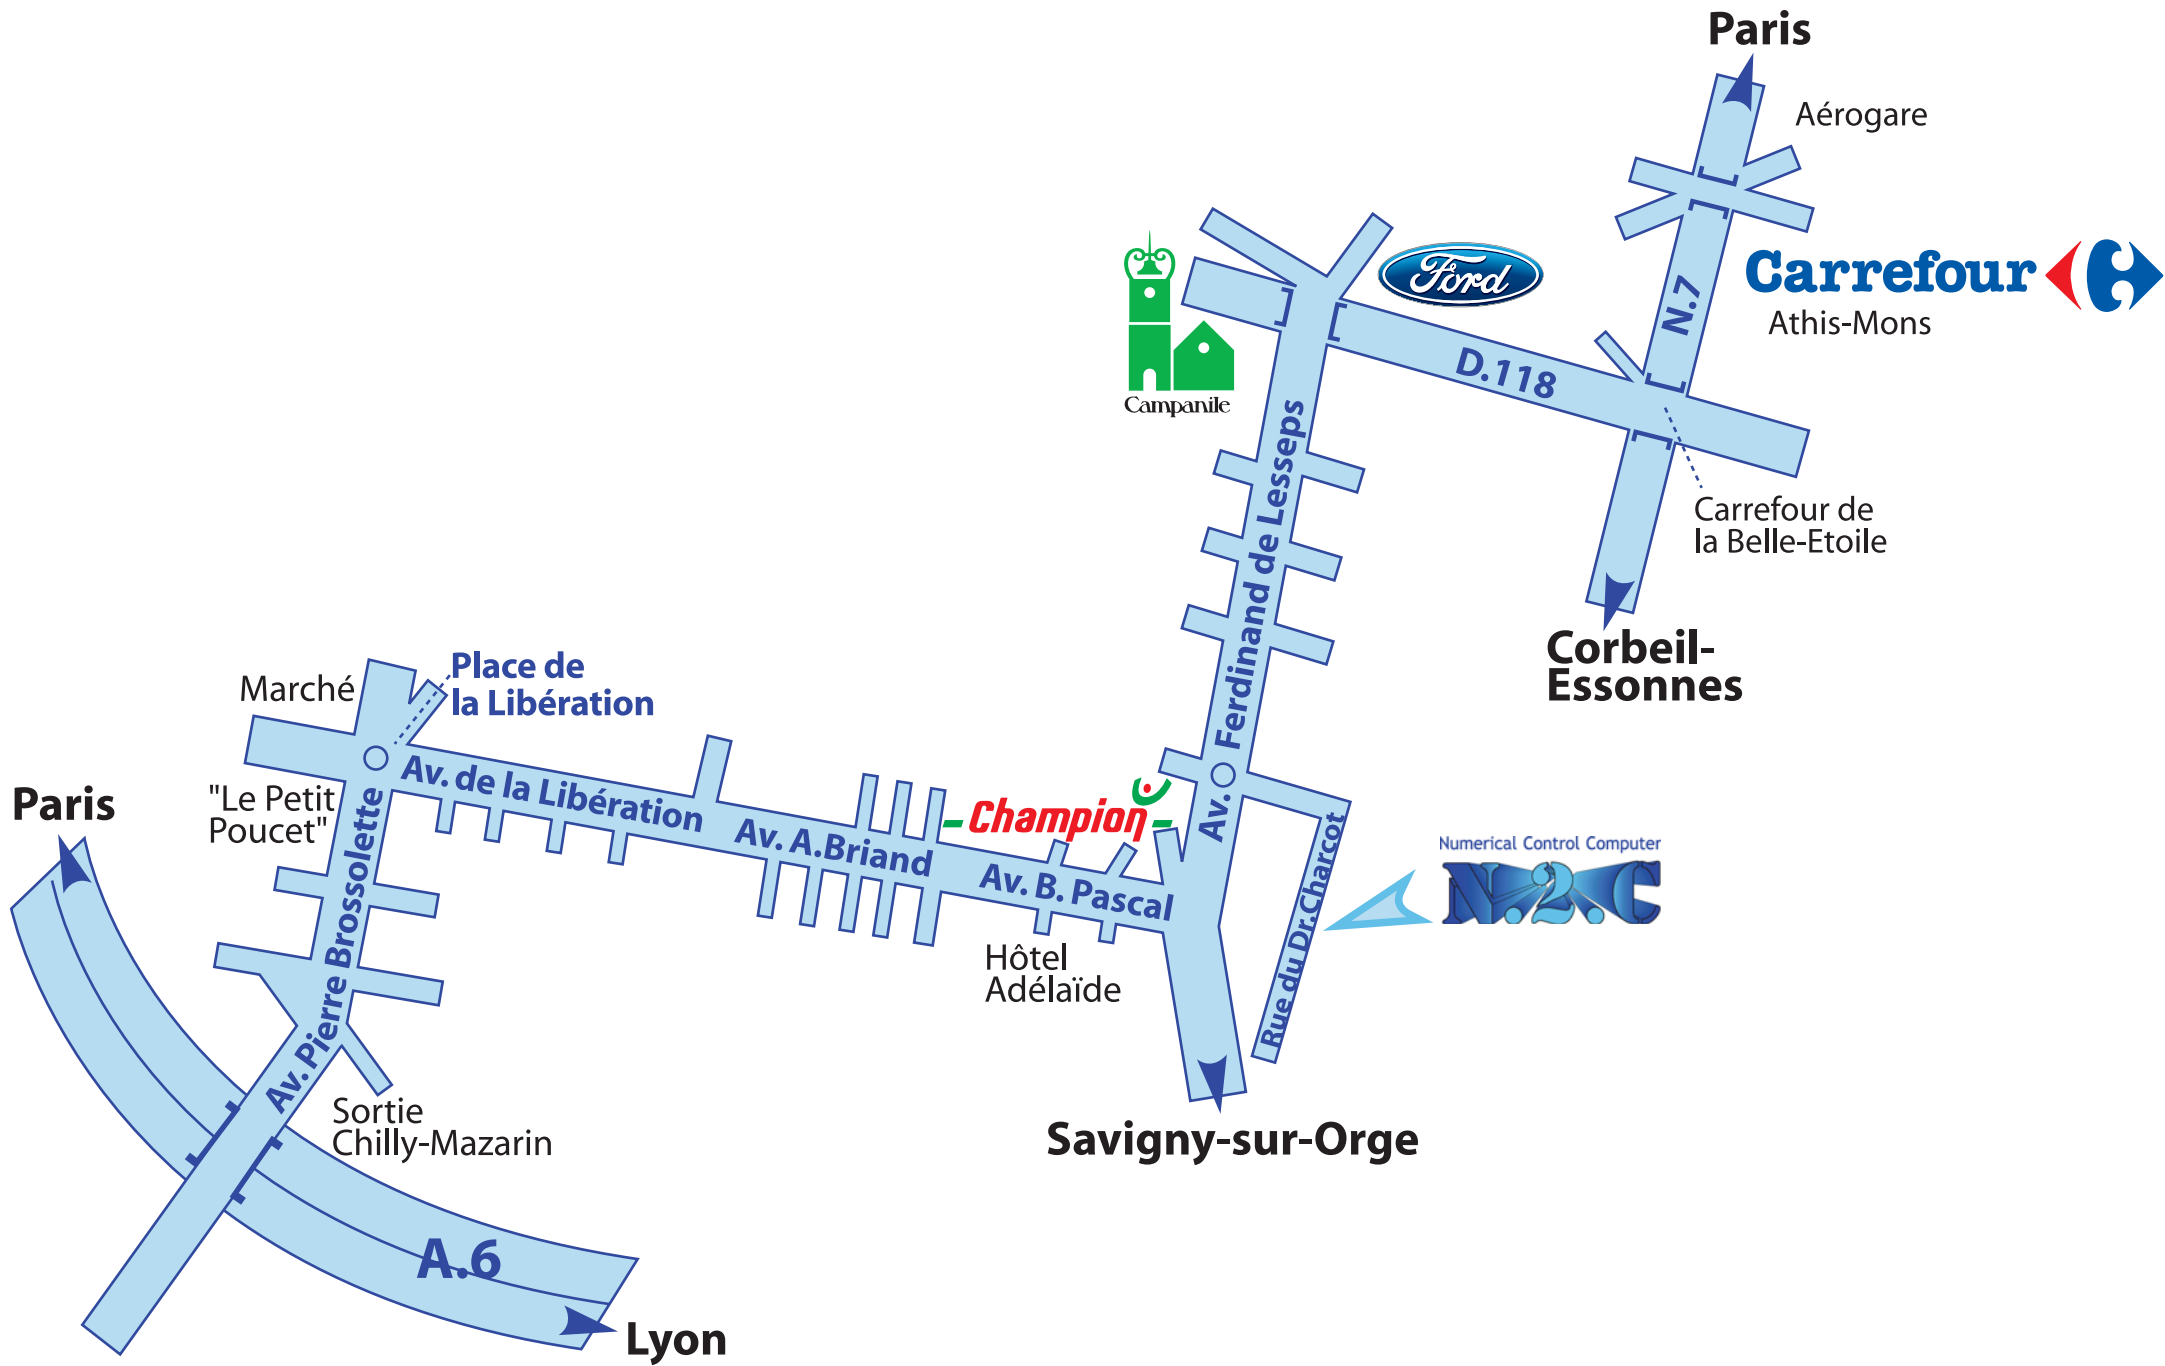 Paris
Aérogare
Ford
Carrefour
Athis-Mons
N.7
D.118
Campanile
Carrefour de
la Belle-Etoile
Av. Ferdinand de Lesseps
Corbeil-
Essonnes
Place de
la Libération
Marché
"Le Petit
Poucet"
Paris
Av. de la Libération
Av. A.Briand
Champion
Av. B. Pascal
Numerical Control Computer
N.2.C
Rue du Dr.Charcot
Hôtel
Adélaïde
Av. Pierre Brossolette
Sortie
Chilly-Mazarin
Savigny-sur-Orge
A.6
Lyon